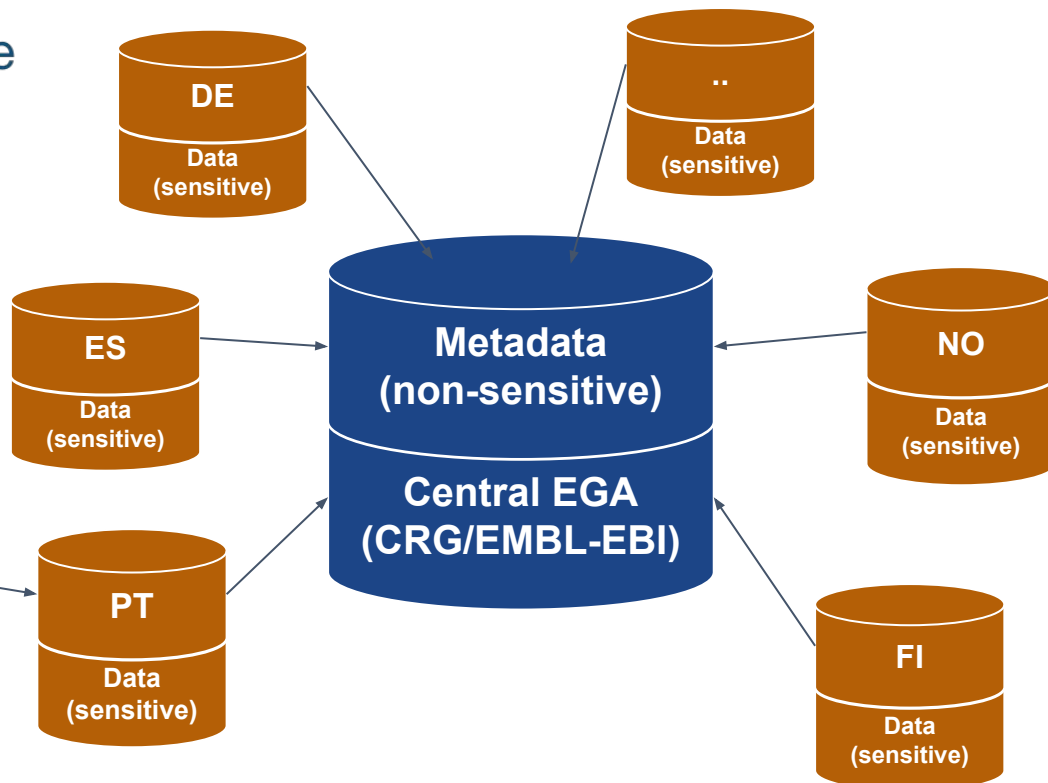 e
DE
Data
(sensitive)
..
Data
(sensitive)
ES
Data
(sensitive)
Metadata
(non-sensitive)
Central EGA
(CRG/EMBL-EBI)
NO
Data
(sensitive)
PT
Data
(sensitive)
FI
Data
(sensitive)